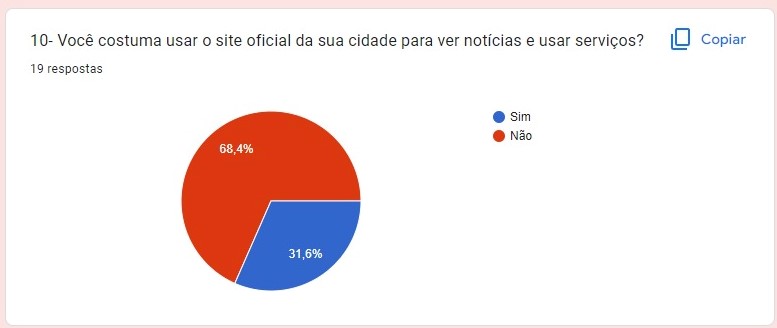 10- Você costuma usar o site oficial da sua cidade para ver notícias e usar serviços?
Copiar
19 respostas
Sim
Não
68,4%
31,6%